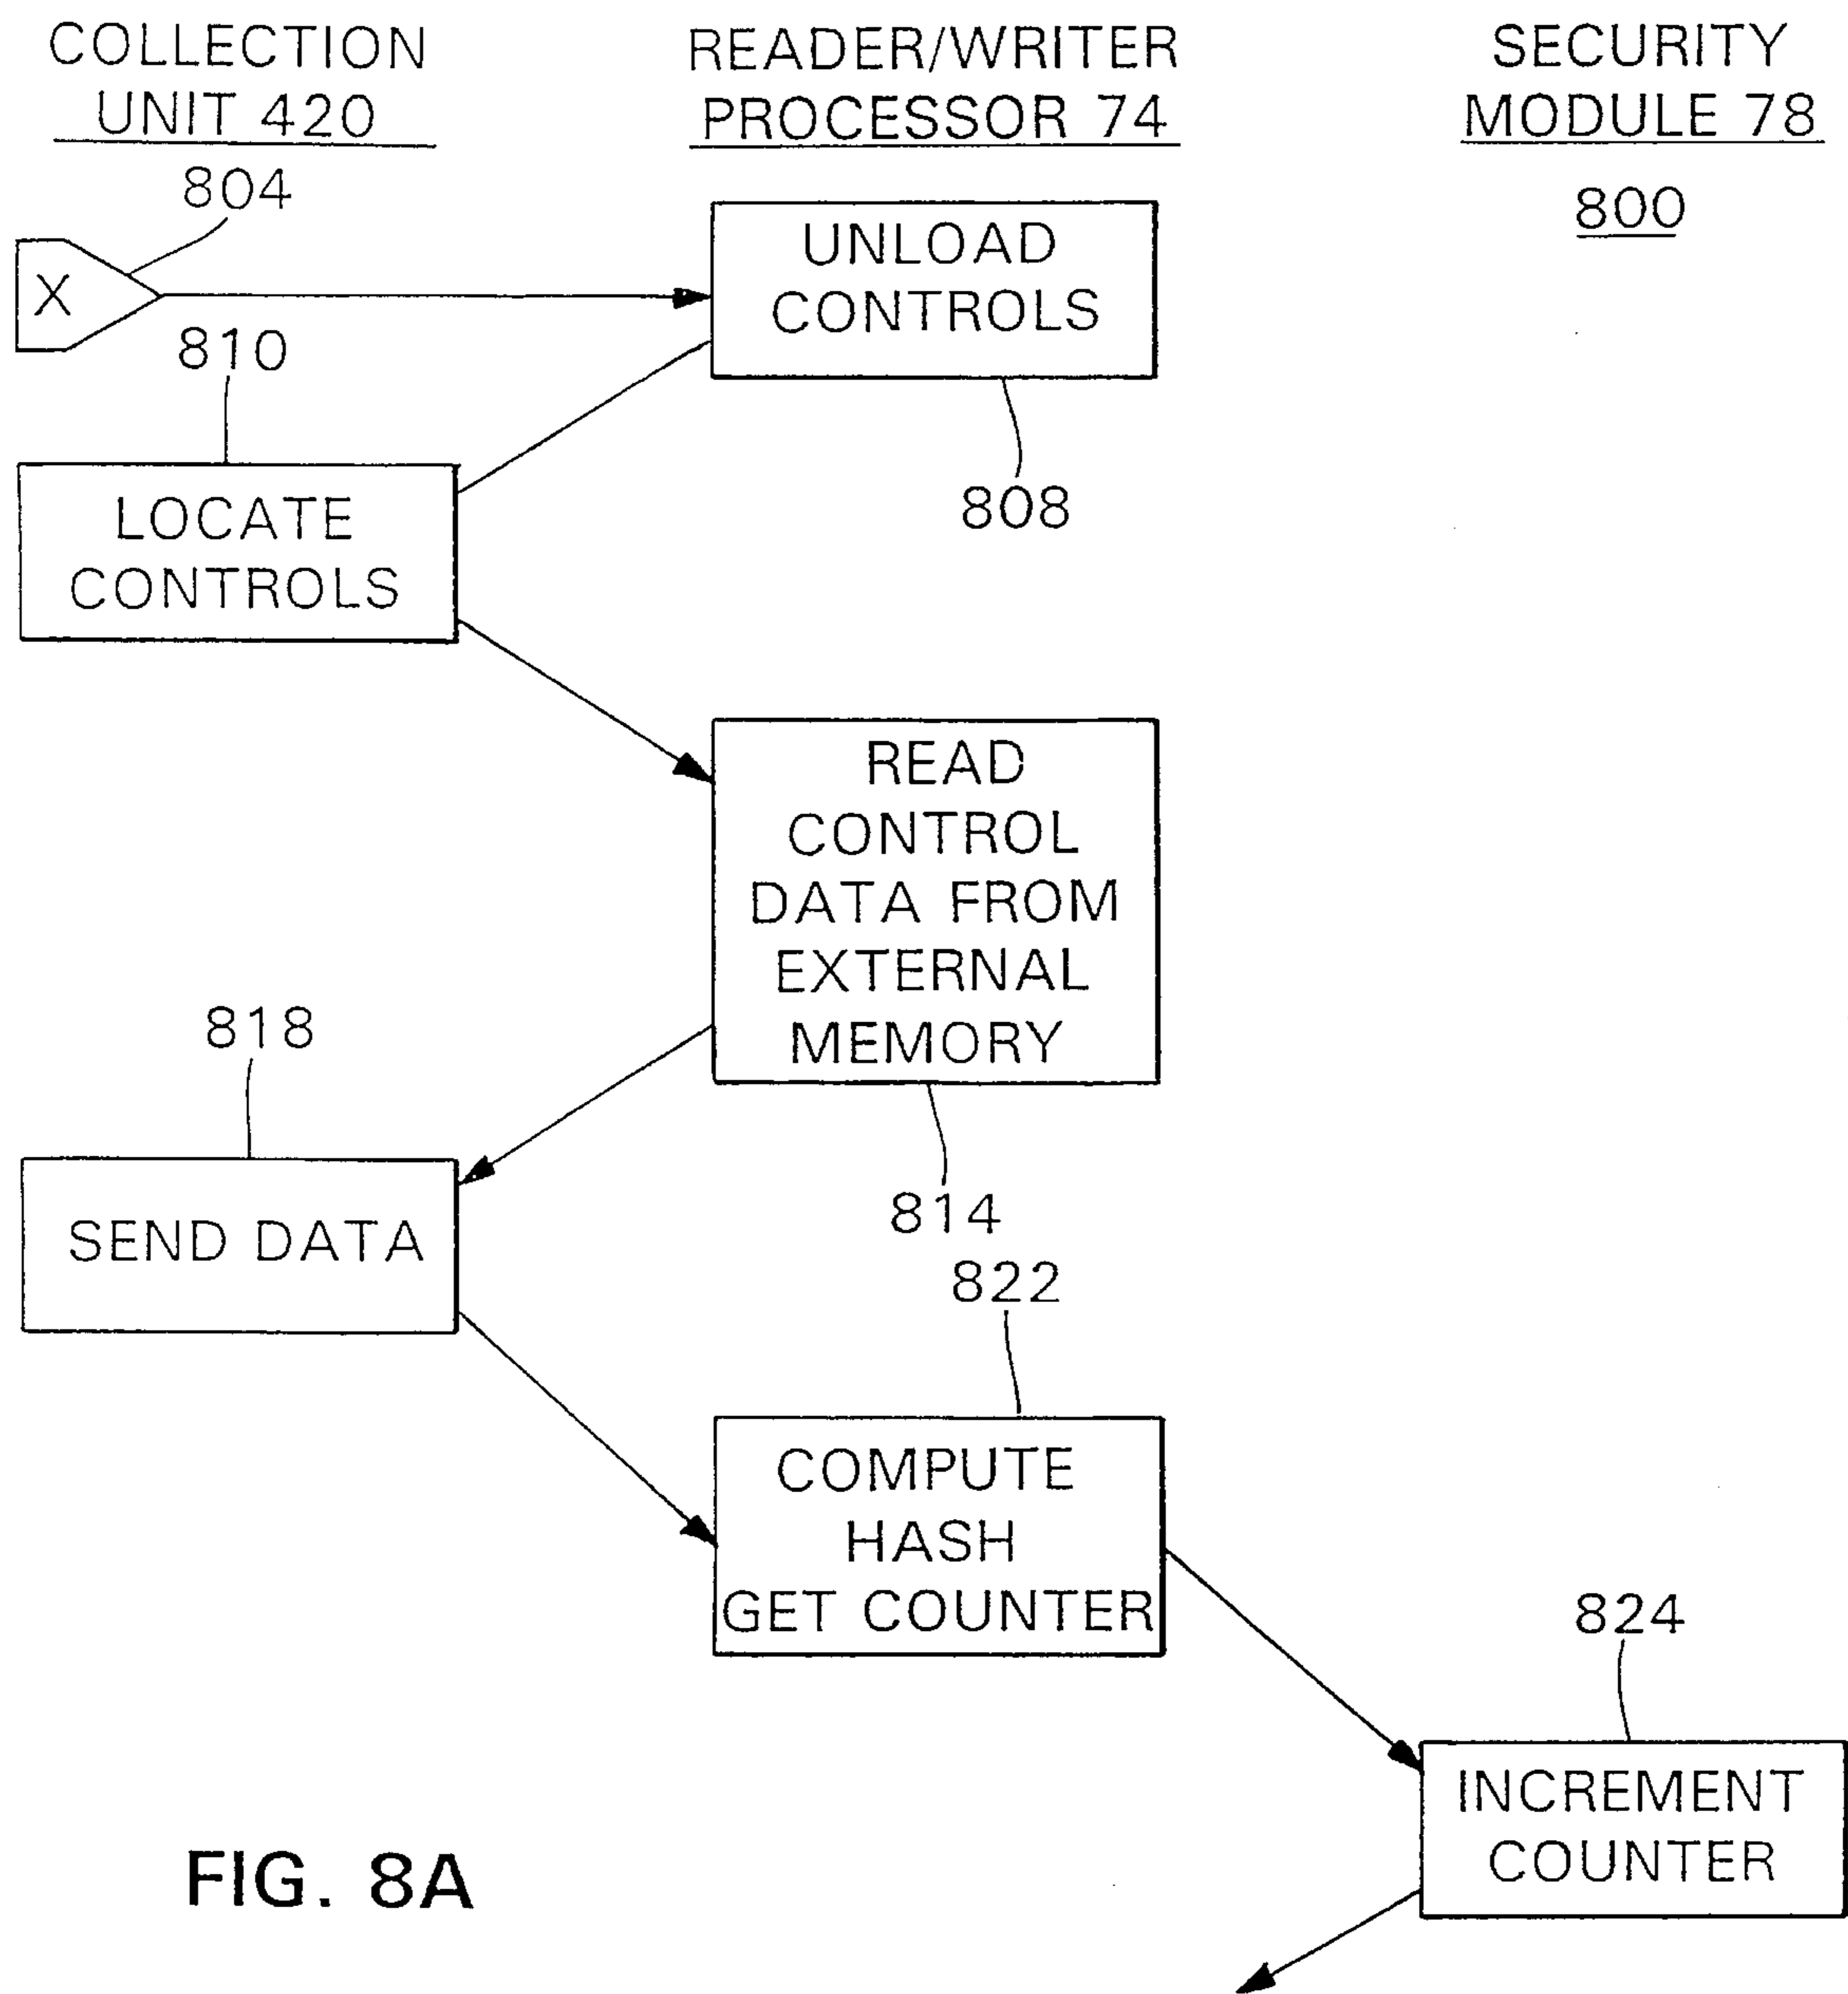 COLLECTION
UNIT 420
READER/WRITER
PROCESSOR 74
SECURITY
MODULE 78
800
804
X
UNLOAD
CONTROLS
810
808
LOCATE
CONTROLS
READ
CONTROL
DATA FROM
EXTERNAL
MEMORY
818
814
SEND DATA
822
COMPUTE
HASH
GET COUNTER
824
INCREMENT
COUNTER
FIG. 8A